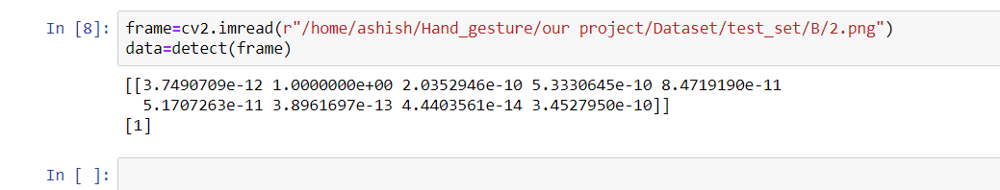 In [8]: frame=cv2.imread(r"/home/ashish/Hand_gesture/our project/Dataset/test_set/B/2.png")
data=detect(frame)
[[3.7490709e-12 1.0000000e+00 2.0352946e-10 5.3330645e-10 8.4719190e-11
5.1707263e-11 3.8961697e-13 4.4403561e-14 3.4527950e-10]]
[1]
In [ ]: